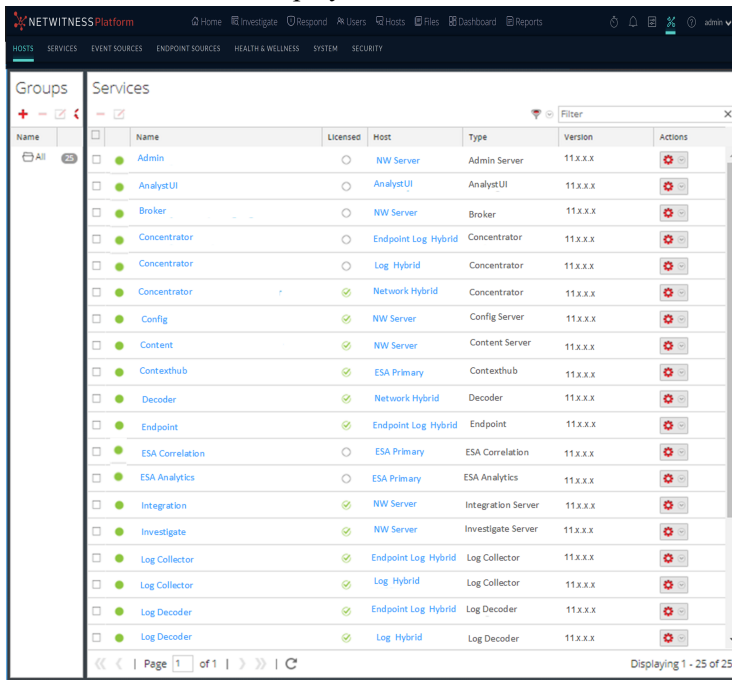 NETWITNESS Platform Home Investigate Respond Users Hosts Files Dashboard Reports admin
HOSTS SERVICES EVENT SOURCES ENDPOINT SOURCES HEALTH & WELLNESS SYSTEM SECURITY
Groups Services
Filter X
Name Name Licensed Host Type Version Actions
All 25 Admin NW Server Admin Server 11.x.x.x
AnalystUI AnalystUI AnalystUI 11.x.x.x
Broker NW Server Broker 11.x.x.x
Concentrator Endpoint Log Hybrid Concentrator 11.x.x.x
Concentrator Log Hybrid Concentrator 11.x.x.x
Concentrator Network Hybrid Concentrator 11.x.x.x
Config NW Server Config Server 11.x.x.x
Content NW Server Content Server 11.x.x.x
Contexthub ESA Primary Contexthub 11.x.x.x
Decoder Network Hybrid Decoder 11.x.x.x
Endpoint Endpoint Log Hybrid Endpoint 11.x.x.x
ESA Correlation ESA Primary ESA Correlation 11.x.x.x
ESA Analytics ESA Primary ESA Analytics 11.x.x.x
Integration NW Server Integration Server 11.x.x.x
Investigate NW Server Investigate Server 11.x.x.x
Log Collector Endpoint Log Hybrid Log Collector 11.x.x.x
Log Collector Log Hybrid Log Collector 11.x.x.x
Log Decoder Endpoint Log Hybrid Log Decoder 11.x.x.x
Log Decoder Log Hybrid Log Decoder 11.x.x.x
Page 1 of 1 Displaying 1 - 25 of 25